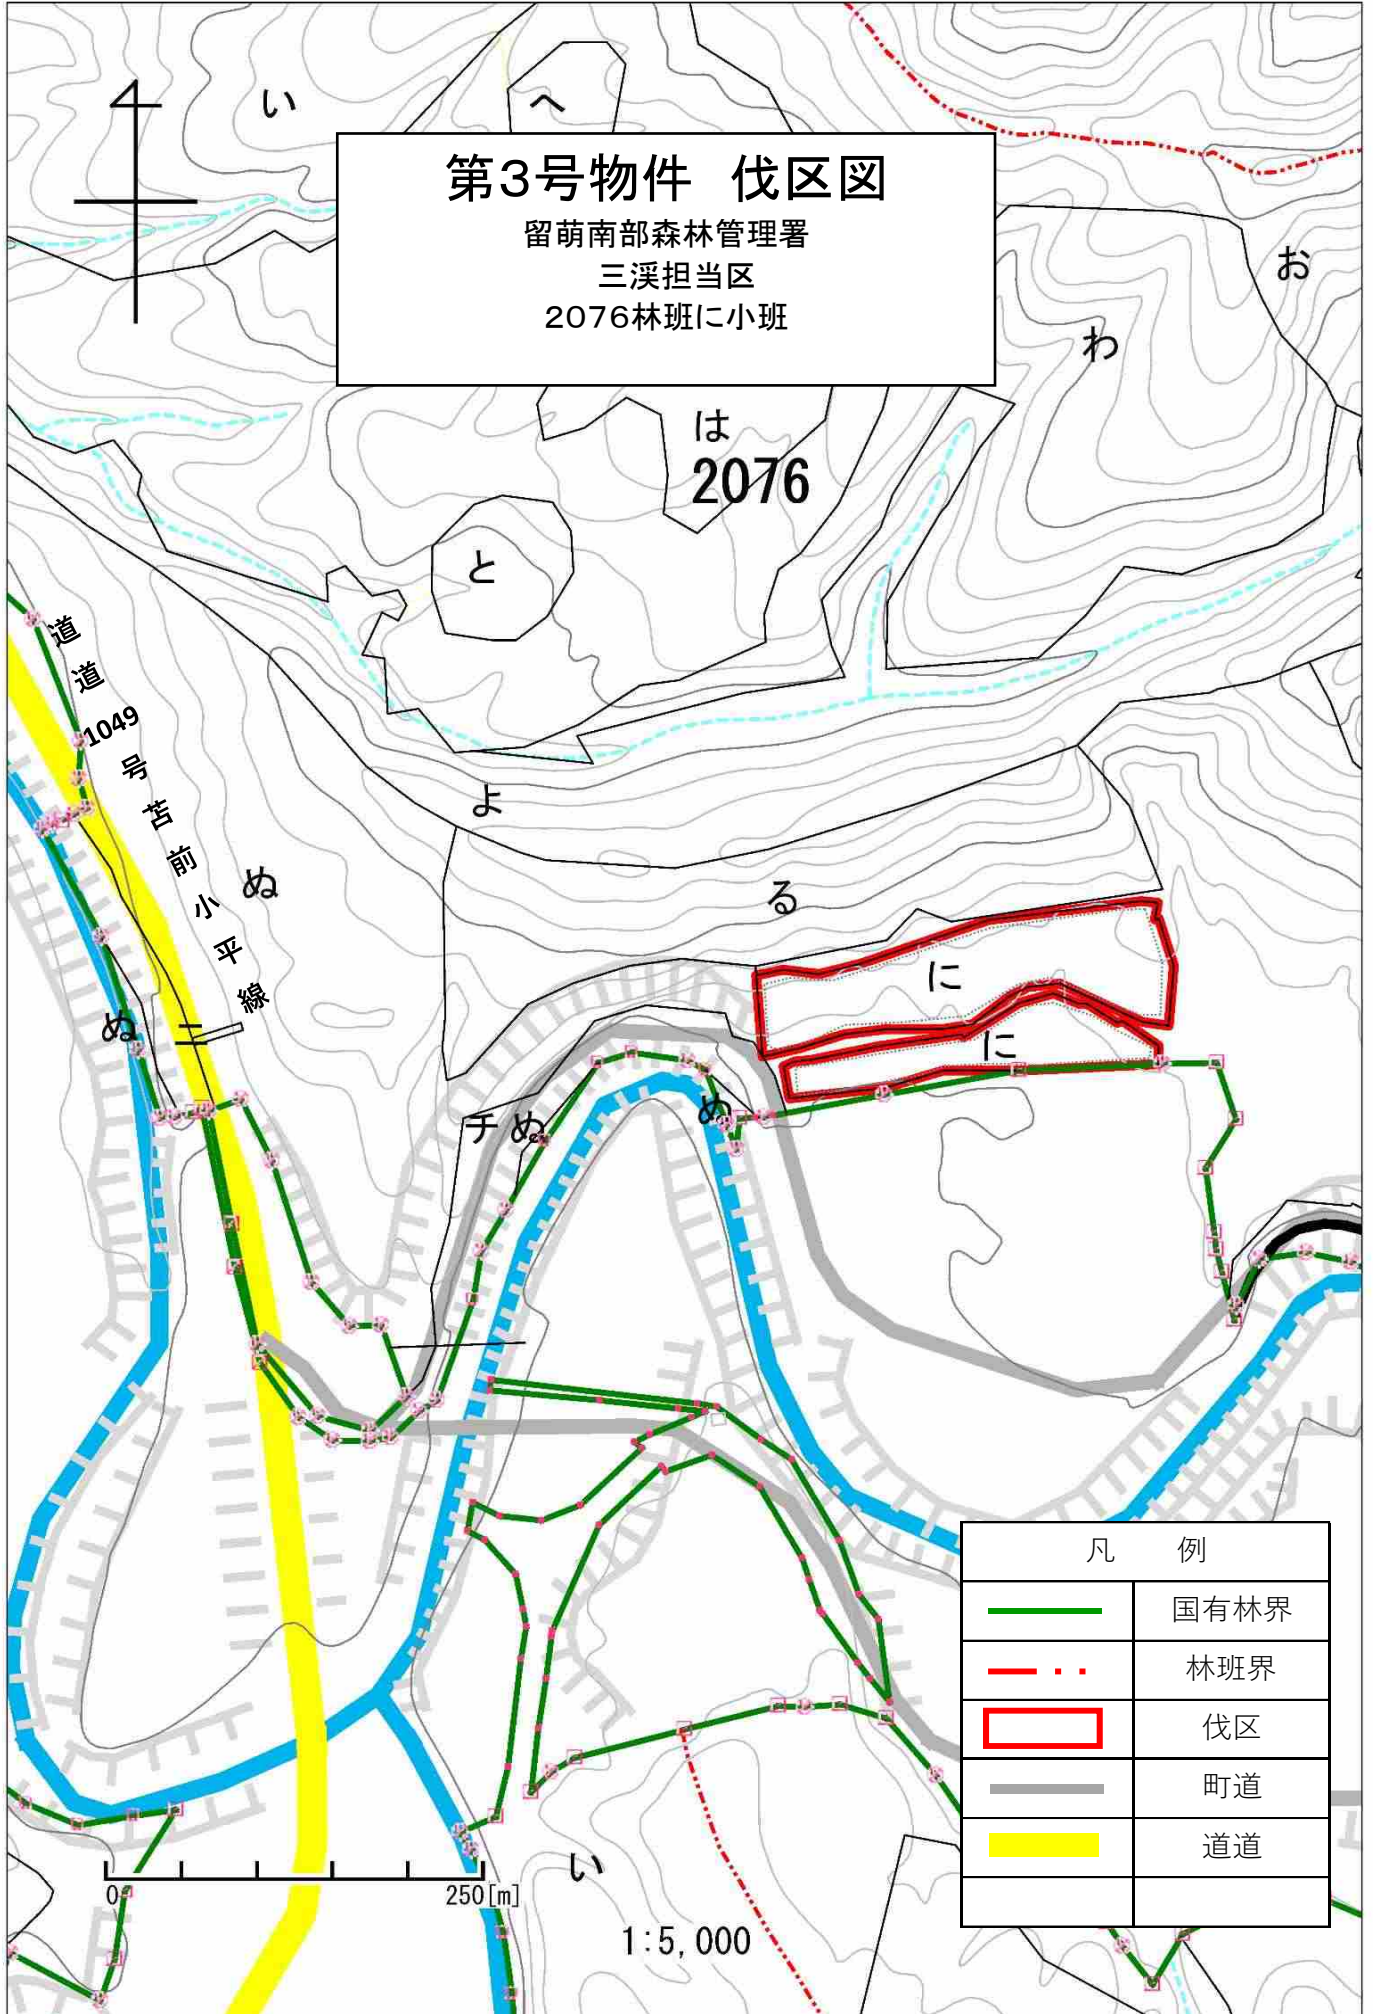 い
へ
第3号物件　伐区図
留萌南部森林管理署
三渓担当区
2076林班に小班
お
わ
は
2076
と
道道1049号苫前小平線
よ
ぬ
る
に
ぬ
ニ
に
チ
ぬ
ぬ
凡　例
国有林界
林班界
伐区
町道
道道
い
0
250[m]
1:5,000